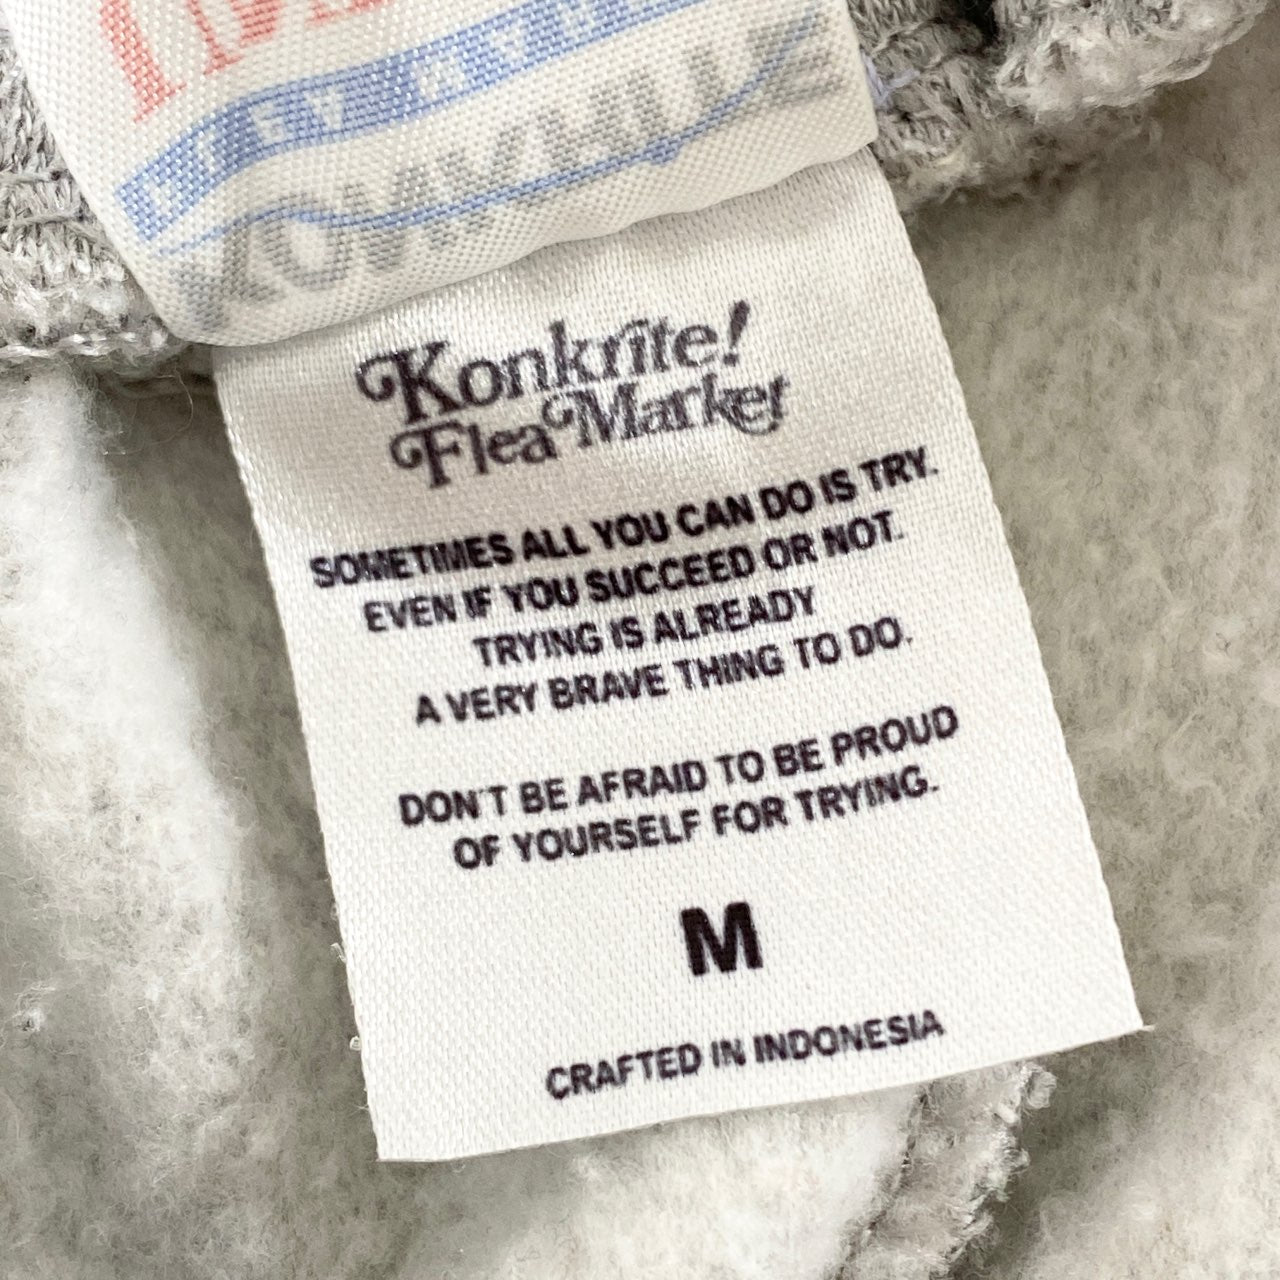 Konkrite!
Flea Market
SOMETIMES ALL YOU CAN DO IS TRY.
EVEN IF YOU SUCCEED OR NOT.
TRYING IS ALREADY
A VERY BRAVE THING TO DO.
DON'T BE AFRAID TO BE PROUD
OF YOURSELF FOR TRYING.
M
CRAFTED IN INDONESIA